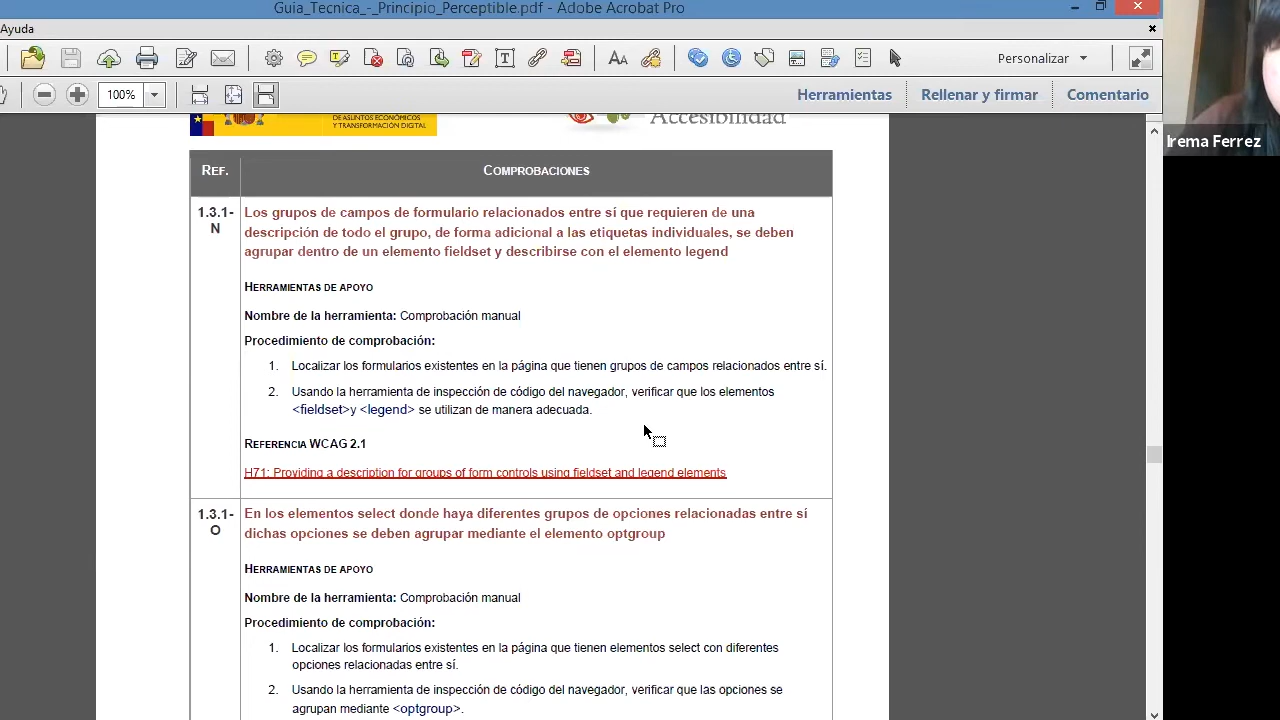 Guia_Tecnica_-_Principio_Perceptible.pdf - Adobe Acrobat Pro
Ayuda
Personalizar
100%
Herramientas
Rellenar y firmar
Comentario
DE ASUNTOS ECONÓMICOS
Y TRANSFORMACIÓN DIGITAL
Accesibilidad
Irema Ferrez
REF.
COMPROBACIONES
1.3.1-
N
Los grupos de campos de formulario relacionados entre sí que requieren de una
descripción de todo el grupo, de forma adicional a las etiquetas individuales, se deben
agrupar dentro de un elemento fieldset y describirse con el elemento legend
HERRAMIENTAS DE APOYO
Nombre de la herramienta: Comprobación manual
Procedimiento de comprobación:
1. Localizar los formularios existentes en la página que tienen grupos de campos relacionados entre sí.
2. Usando la herramienta de inspección de código del navegador, verificar que los elementos
<fieldset>y <legend> se utilizan de manera adecuada.
REFERENCIA WCAG 2.1
H71: Providing a description for groups of form controls using fieldset and legend elements
1.3.1-
O
En los elementos select donde haya diferentes grupos de opciones relacionadas entre sí
dichas opciones se deben agrupar mediante el elemento optgroup
HERRAMIENTAS DE APOYO
Nombre de la herramienta: Comprobación manual
Procedimiento de comprobación:
1. Localizar los formularios existentes en la página que tienen elementos select con diferentes
opciones relacionadas entre sí.
2. Usando la herramienta de inspección de código del navegador, verificar que las opciones se
agrupan mediante <optgroup>.